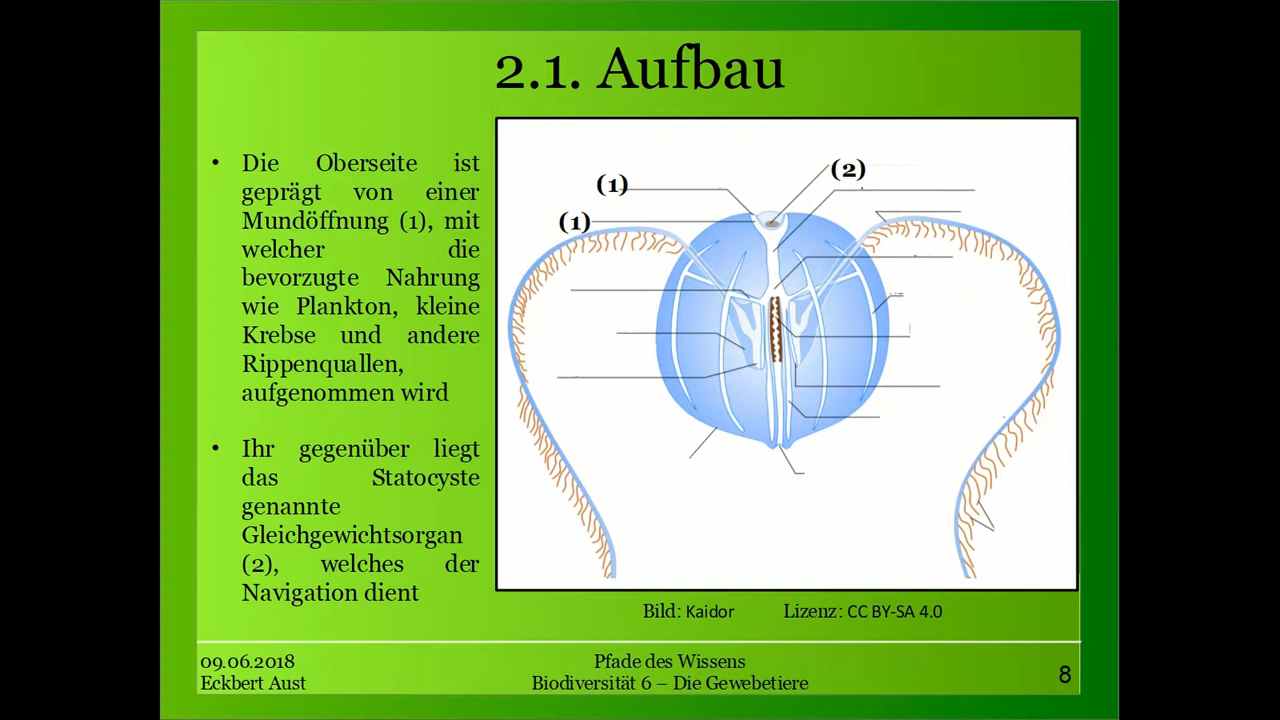 2.1. Aufbau
• Die Oberseite ist
geprägt von einer
Mundöffnung (1), mit
welcher die
bevorzugte Nahrung
wie Plankton, kleine
Krebse und andere
Rippenquallen,
aufgenommen wird
• Ihr gegenüber liegt
das Statocyste
genannte
Gleichgewichtsorgan
(2), welches der
Navigation dient
(2)
(1)
(1)
Bild: Kaidor Lizenz: CC BY-SA 4.0
09.06.2018
Eckbert Aust
Pfade des Wissens
Biodiversität 6 – Die Gewebetiere
8